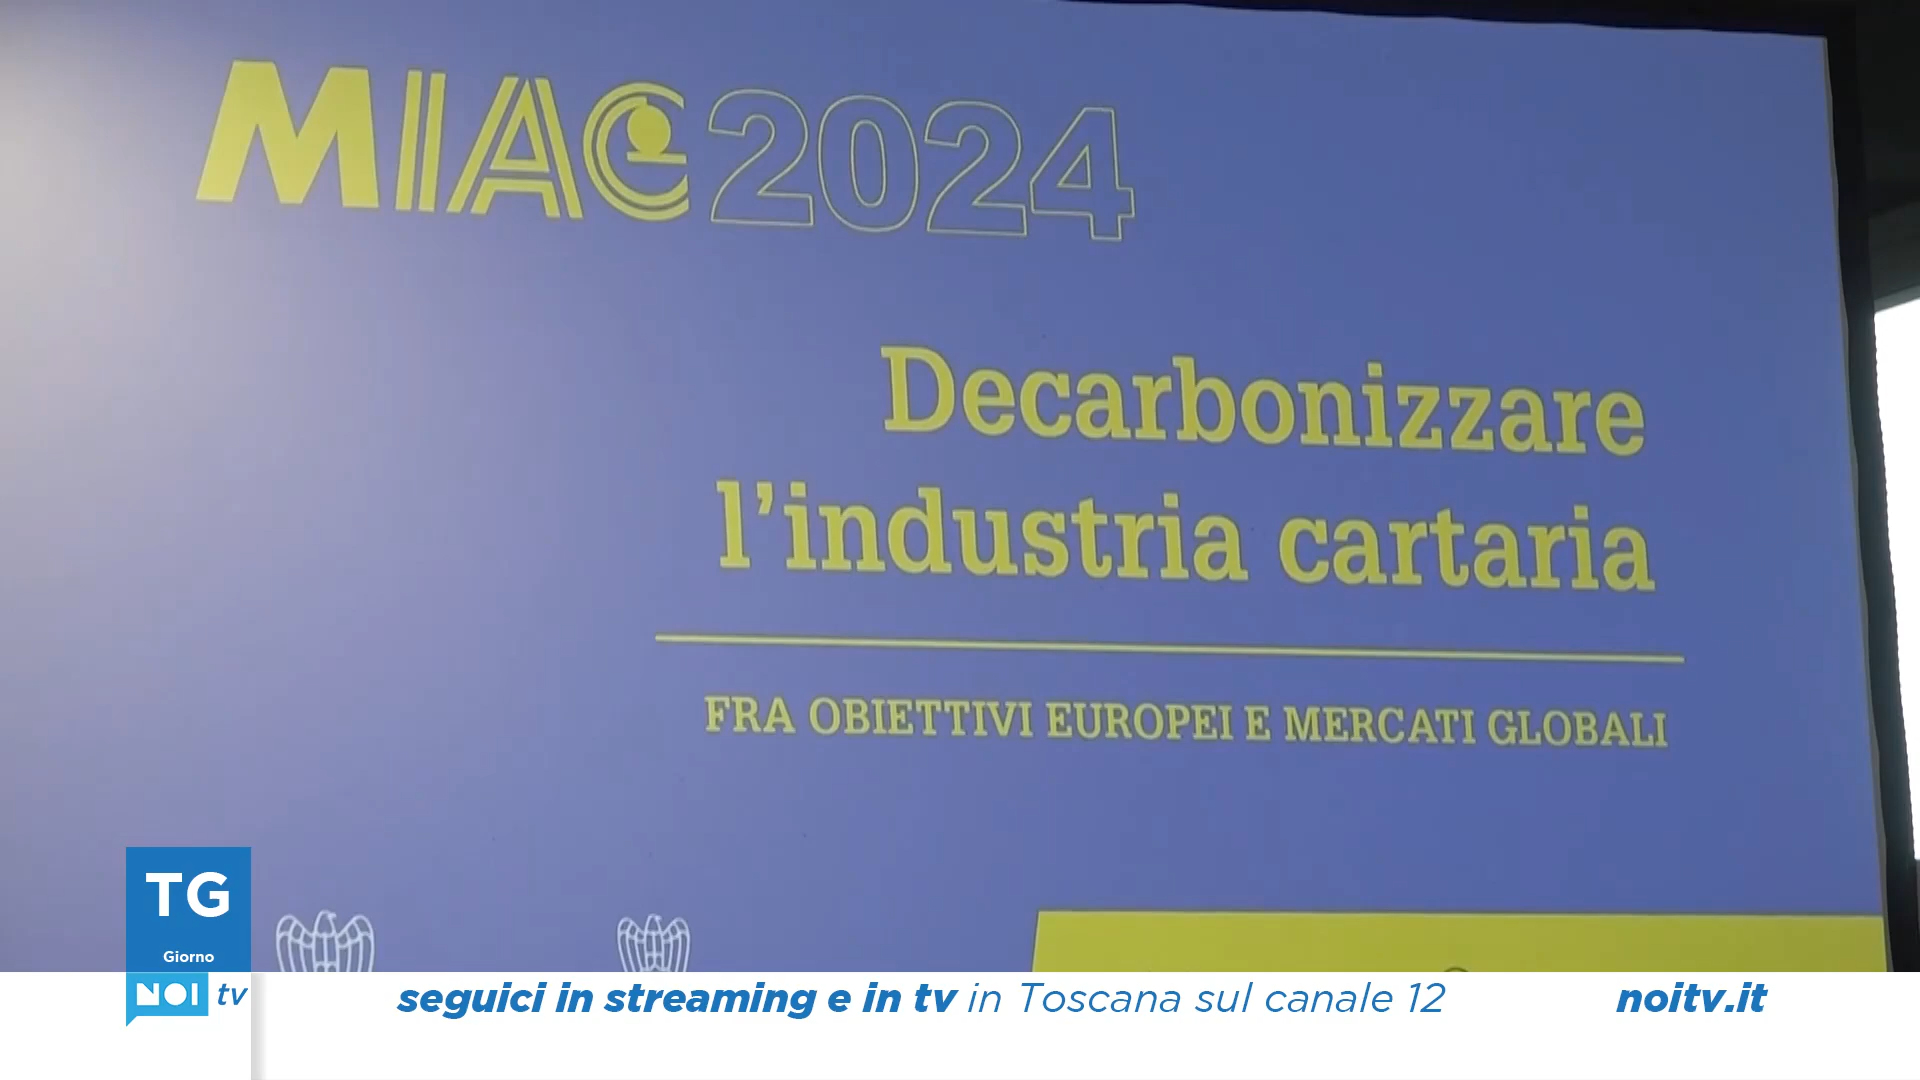 MIAC 2024
Decarbonizzare
l'industria cartaria
FRA OBIETTIVI EUROPEI E MERCATI GLOBALI
TG
Giorno
NOI tv
seguici in streaming e in tv in Toscana sul canale 12
noitv.it